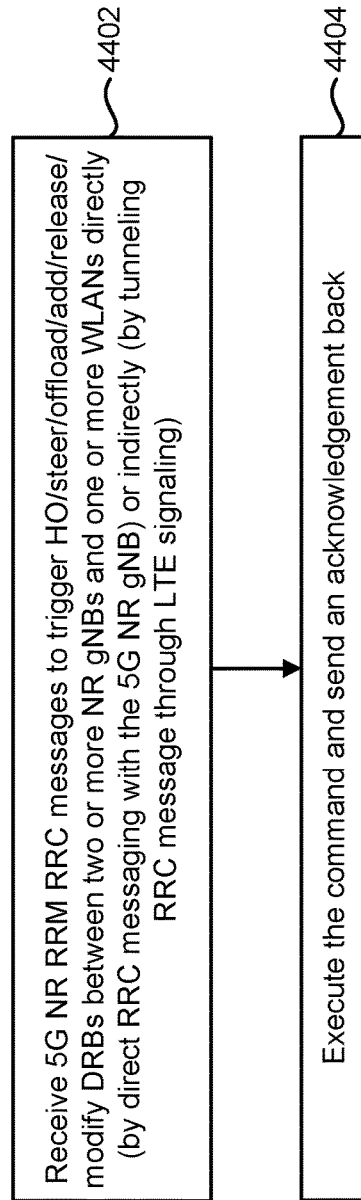 Receive 5G NR RRM RRC messages to trigger HO/steer/offload/add/release/
modify DRBs between two or more NR gNBs and one or more WLANs directly
(by direct RRC messaging with the 5G NR gNB) or indirectly (by tunneling
RRC message through LTE signaling)
4402
Execute the command and send an acknowledgement back
4404